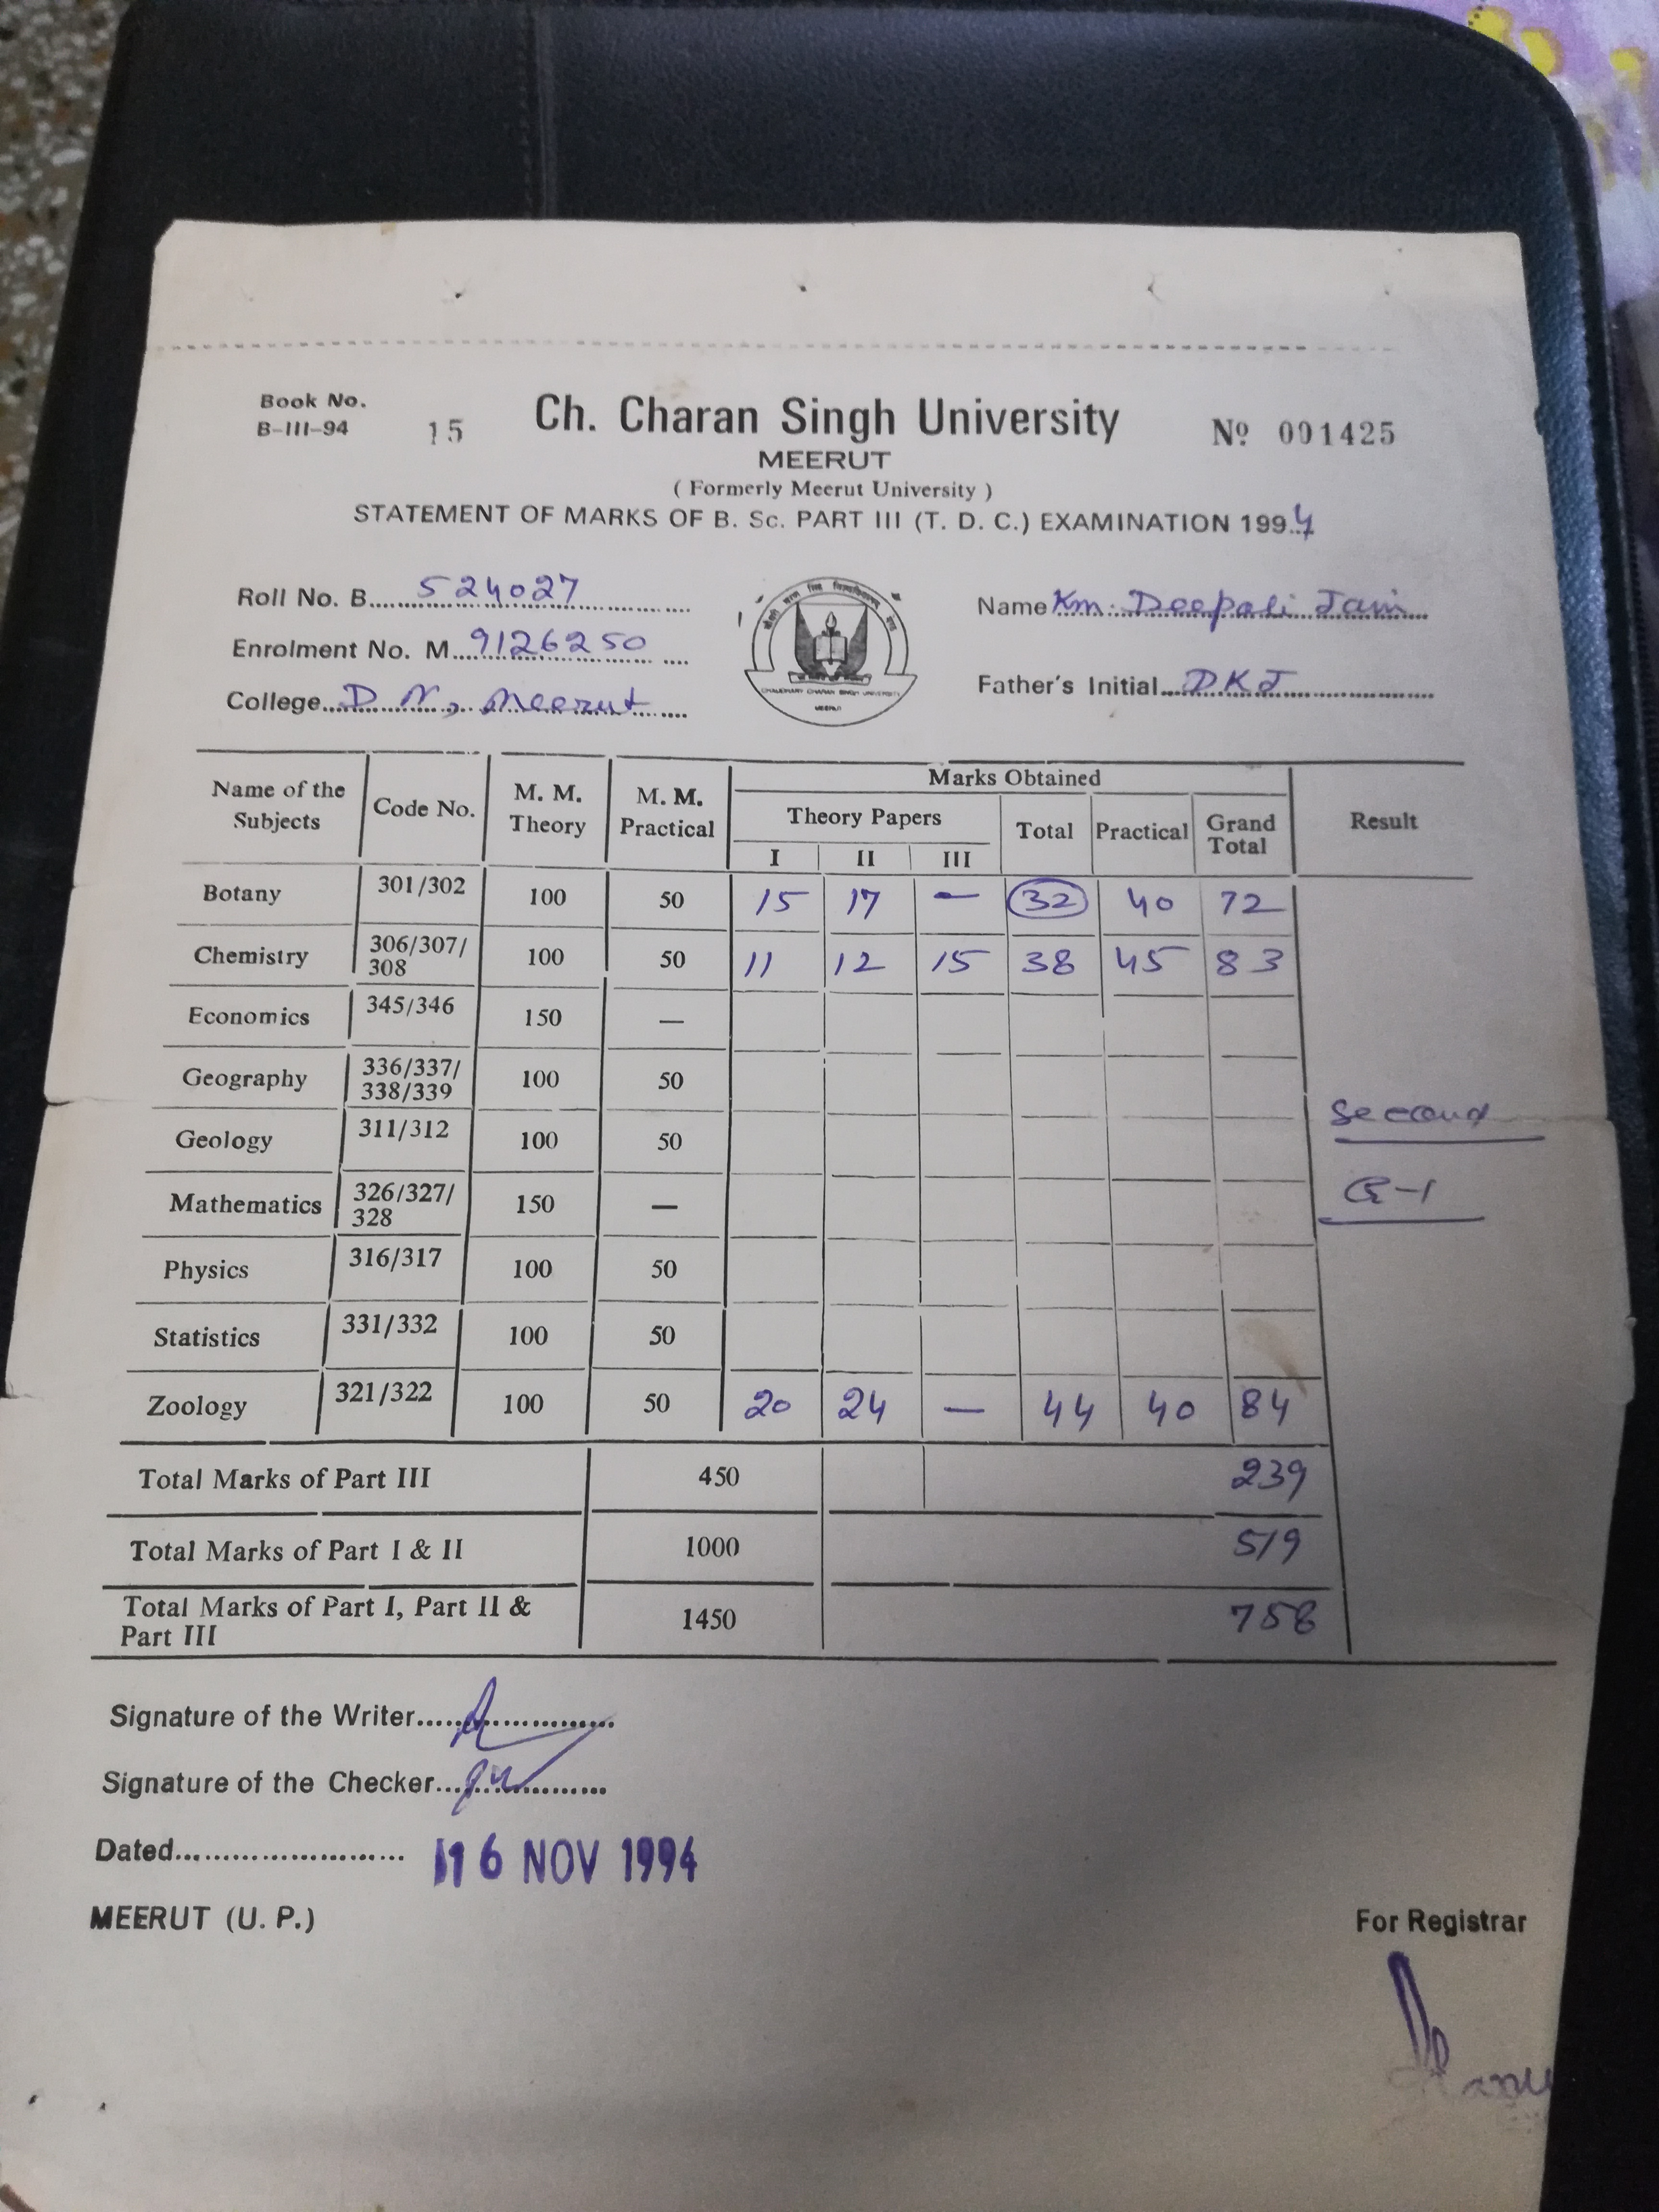 Book No.
B-III-94
15
Ch. Charan Singh University
Nº 001425
MEERUT
( Formerly Meerut University )
STATEMENT OF MARKS OF B. Sc. PART III (T. D. C.) EXAMINATION 1994
Roll No. B 524027
Name Km. Deepali Jain
Enrolment No. M 9126250
College D N, Meerut
Father's Initial DKJ
CHAUDHARY CHARAN SINGH UNIVERSITY
MEERUT
Name of the Subjects Code No. M. M. Theory M. M. Practical Marks Obtained Result
Theory Papers Total Practical Grand Total
I II III
Botany 301/302 100 50 15 17 — 32 40 72
Chemistry 306/307/308 100 50 11 12 15 38 45 83
Economics 345/346 150 —
Geography 336/337/338/339 100 50
Geology 311/312 100 50
Second
Mathematics 326/327/328 150 —
Physics 316/317 100 50
Statistics 331/332 100 50
Zoology 321/322 100 50 20 24 — 44 40 84
Total Marks of Part III 450 239
Total Marks of Part I & II 1000 519
Total Marks of Part I, Part II & Part III 1450 758
Signature of the Writer
Signature of the Checker
Dated 16 NOV 1994
MEERUT (U. P.)
For Registrar